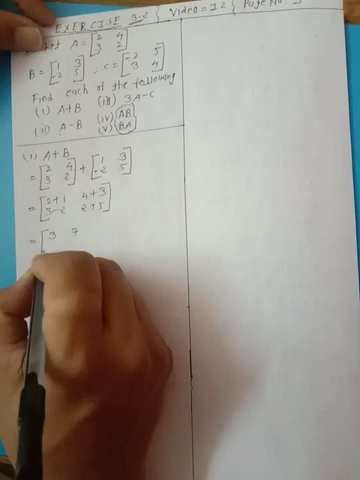 EXERCISE 3.2 { Video = 12 { Page No 1
Let A = [2 4
3 2]
B = [1 3
-2 5] ; C = [-2 5
3 4]
Find each of the following
(i) A+B (iii) 3A-C
(ii) A-B (iv) AB
(v) BA
(i) A+B
= [2 4
3 2] + [1 3
-2 5]
= [2+1 4+3
3-2 2+5]
= [3 7